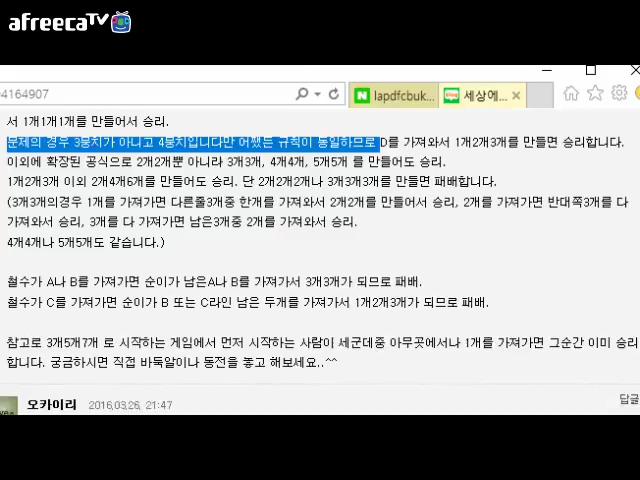 afreecaTV
4164907
lapdfcbuk...
세상에...
서 1개1개1개를 만들어서 승리.
문제의 경우 3뭉치가 아니고 4뭉치입니다만 어쨌든 규칙이 동일하므로 D를 가져와서 1개2개3개를 만들면 승리합니다.
이외에 확장된 공식으로 2개2개뿐 아니라 3개3개, 4개4개, 5개5개 를 만들어도 승리.
1개2개3개 이외 2개4개6개를 만들어도 승리. 단 2개2개2개나 3개3개3개를 만들면 패배합니다.
(3개3개의경우 1개를 가져가면 다른줄3개중 한개를 가져와서 2개2개를 만들어서 승리, 2개를 가져가면 반대쪽3개를 다
가져와서 승리, 3개를 다 가져가면 남은3개중 2개를 가져와서 승리.
4개4개나 5개5개도 같습니다.)
철수가 A나 B를 가져가면 순이가 남은A나 B를 가져가서 3개3개가 되므로 패배.
철수가 C를 가져가면 순이가 B 또는 C라인 남은 두개를 가져가서 1개2개3개가 되므로 패배.
참고로 3개5개7개 로 시작하는 게임에서 먼저 시작하는 사람이 세군데중 아무곳에서나 1개를 가져가면 그순간 이미 승리
합니다. 궁금하시면 직접 바둑알이나 동전을 놓고 해보세요..^^
오카이리 2016,03,26, 21:47
답글